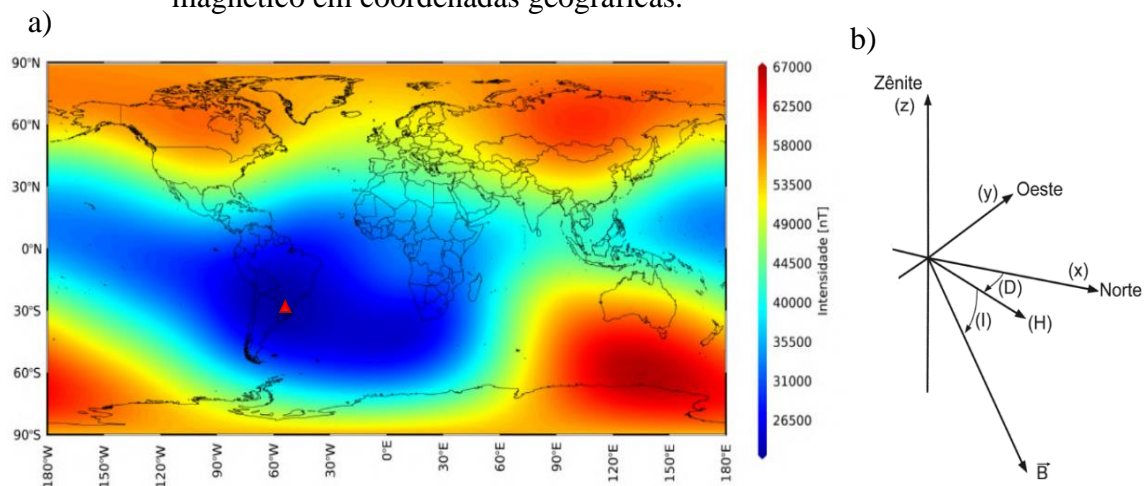 magnético em coordenadas geográficas.
a)
b)
90°N
60°N
30°N
0°N
30°S
60°S
90°S
180°W
150°W
120°W
90°W
60°W
30°W
0°E
30°E
60°E
90°E
120°E
150°E
180°E
67000
62500
58000
53500
49000
44500
40000
35500
31000
26500
Intensidade [nT]
Zênite
(z)
(y) Oeste
(x)
Norte
(D)
(H)
(I)
B